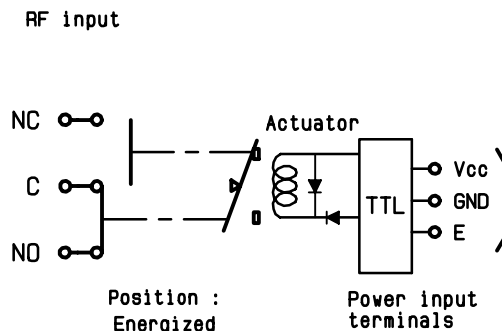 RF input
NC
Actuator
Vcc
C
TTL
GND
E
NO
Position :
Energized
Power input
terminals